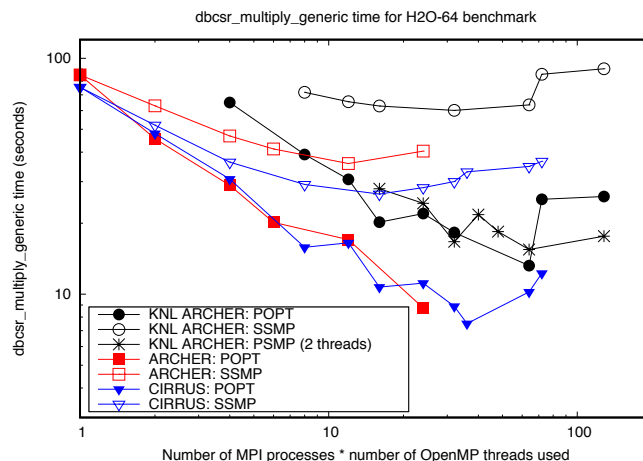 dbcsr_multiply_generic time for H2O-64 benchmark
100
10
dbcsr_multiply_generic time (seconds)
KNL ARCHER: POPT
KNL ARCHER: SSMP
KNL ARCHER: PSMP (2 threads)
ARCHER: POPT
ARCHER: SSMP
CIRRUS: POPT
CIRRUS: SSMP
1 10 100
Number of MPI processes * number of OpenMP threads used